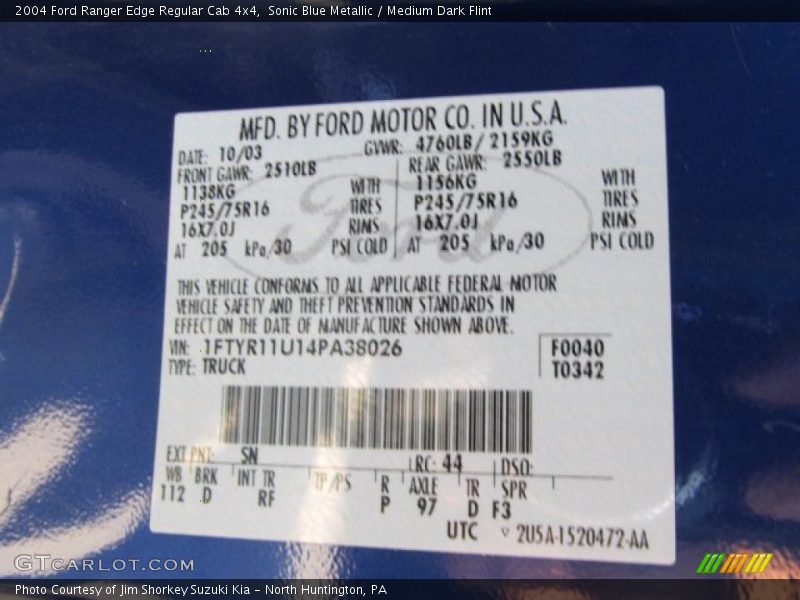 2004 Ford Ranger Edge Regular Cab 4x4,  Sonic Blue Metallic / Medium Dark Flint
MFD. BY FORD MOTOR CO. IN U.S.A.
DATE: 10/03 GVWR: 4760LB / 2159KG
FRONT GAWR: 2510LB REAR GAWR: 2550LB
1138KG WITH 1156KG WITH
P245/75R16 TIRES P245/75R16 TIRES
16X7.0J RIMS 16X7.0J RIMS
AT 205 kPa/30 PSI COLD AT 205 kPa/30 PSI COLD
Ford
THIS VEHICLE CONFORMS TO ALL APPLICABLE FEDERAL MOTOR
VEHICLE SAFETY AND THEFT PREVENTION STANDARDS IN
EFFECT ON THE DATE OF MANUFACTURE SHOWN ABOVE.
VIN: 1FTYR11U14PA38026 F0040
TYPE: TRUCK T0342
EXT PNT: SN RC: 44 DSO:
WB BRK INT TR TP/PS R AXLE TR SPR
112 D RF P 97 D F3
UTC 2U5A-1520472-AA
GTCARLOT.COM
Photo Courtesy of Jim Shorkey Suzuki Kia - North Huntington, PA